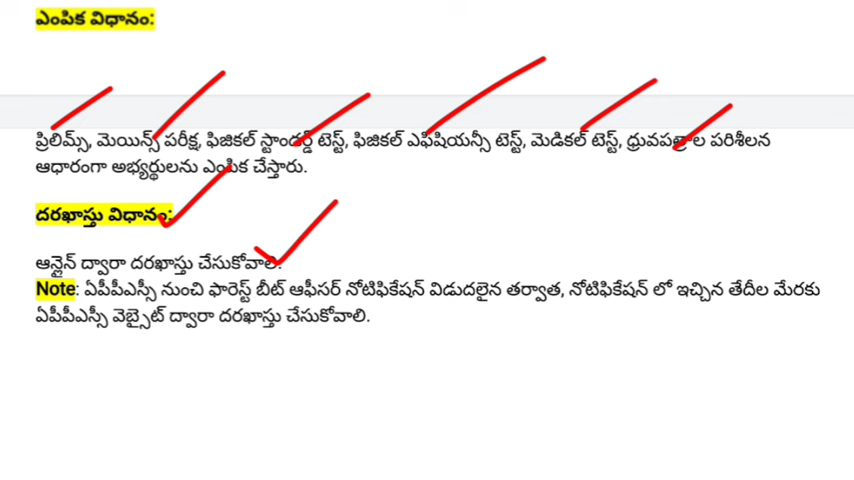 ఎంపిక విధానం:
ప్రిలిమ్స్, మెయిన్స్ పరీక్ష, ఫిజికల్ స్టాండర్డ్ టెస్ట్, ఫిజికల్ ఎఫిషియన్సీ టెస్ట్, మెడికల్ టెస్ట్, ధ్రువపత్రాల పరిశీలన
ఆధారంగా అభ్యర్థులను ఎంపిక చేస్తారు.
దరఖాస్తు విధానం:
ఆన్లైన్ ద్వారా దరఖాస్తు చేసుకోవాలి.
Note: ఏపీపీఎస్సీ నుంచి ఫారెస్ట్ బీట్ ఆఫీసర్ నోటిఫికేషన్ విడుదలైన తర్వాత, నోటిఫికేషన్ లో ఇచ్చిన తేదీల మేరకు
ఏపీపీఎస్సీ వెబ్సైట్ ద్వారా దరఖాస్తు చేసుకోవాలి.